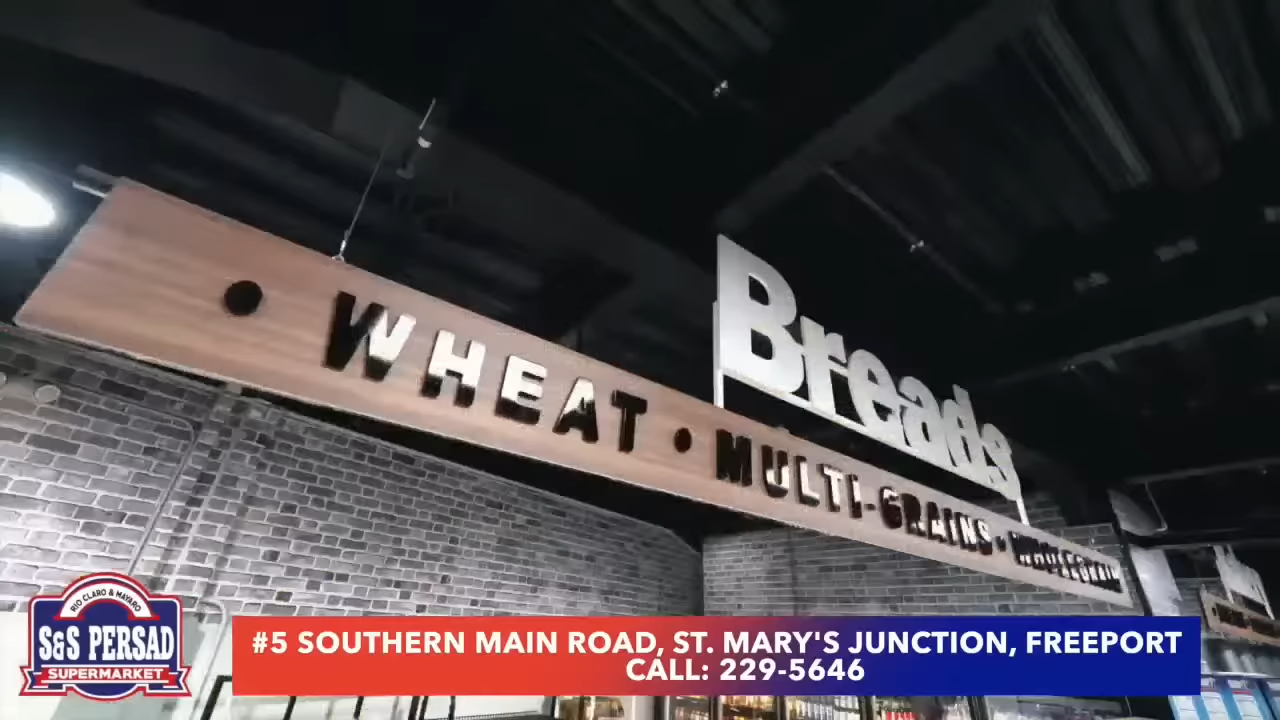 Breads
• WHEAT • MULTI-GRAINS • WHOLEGRAIN
RIO CLARO & MAYARO
S&S PERSAD
SUPERMARKET
#5 SOUTHERN MAIN ROAD, ST. MARY'S JUNCTION, FREEPORT
CALL: 229-5646